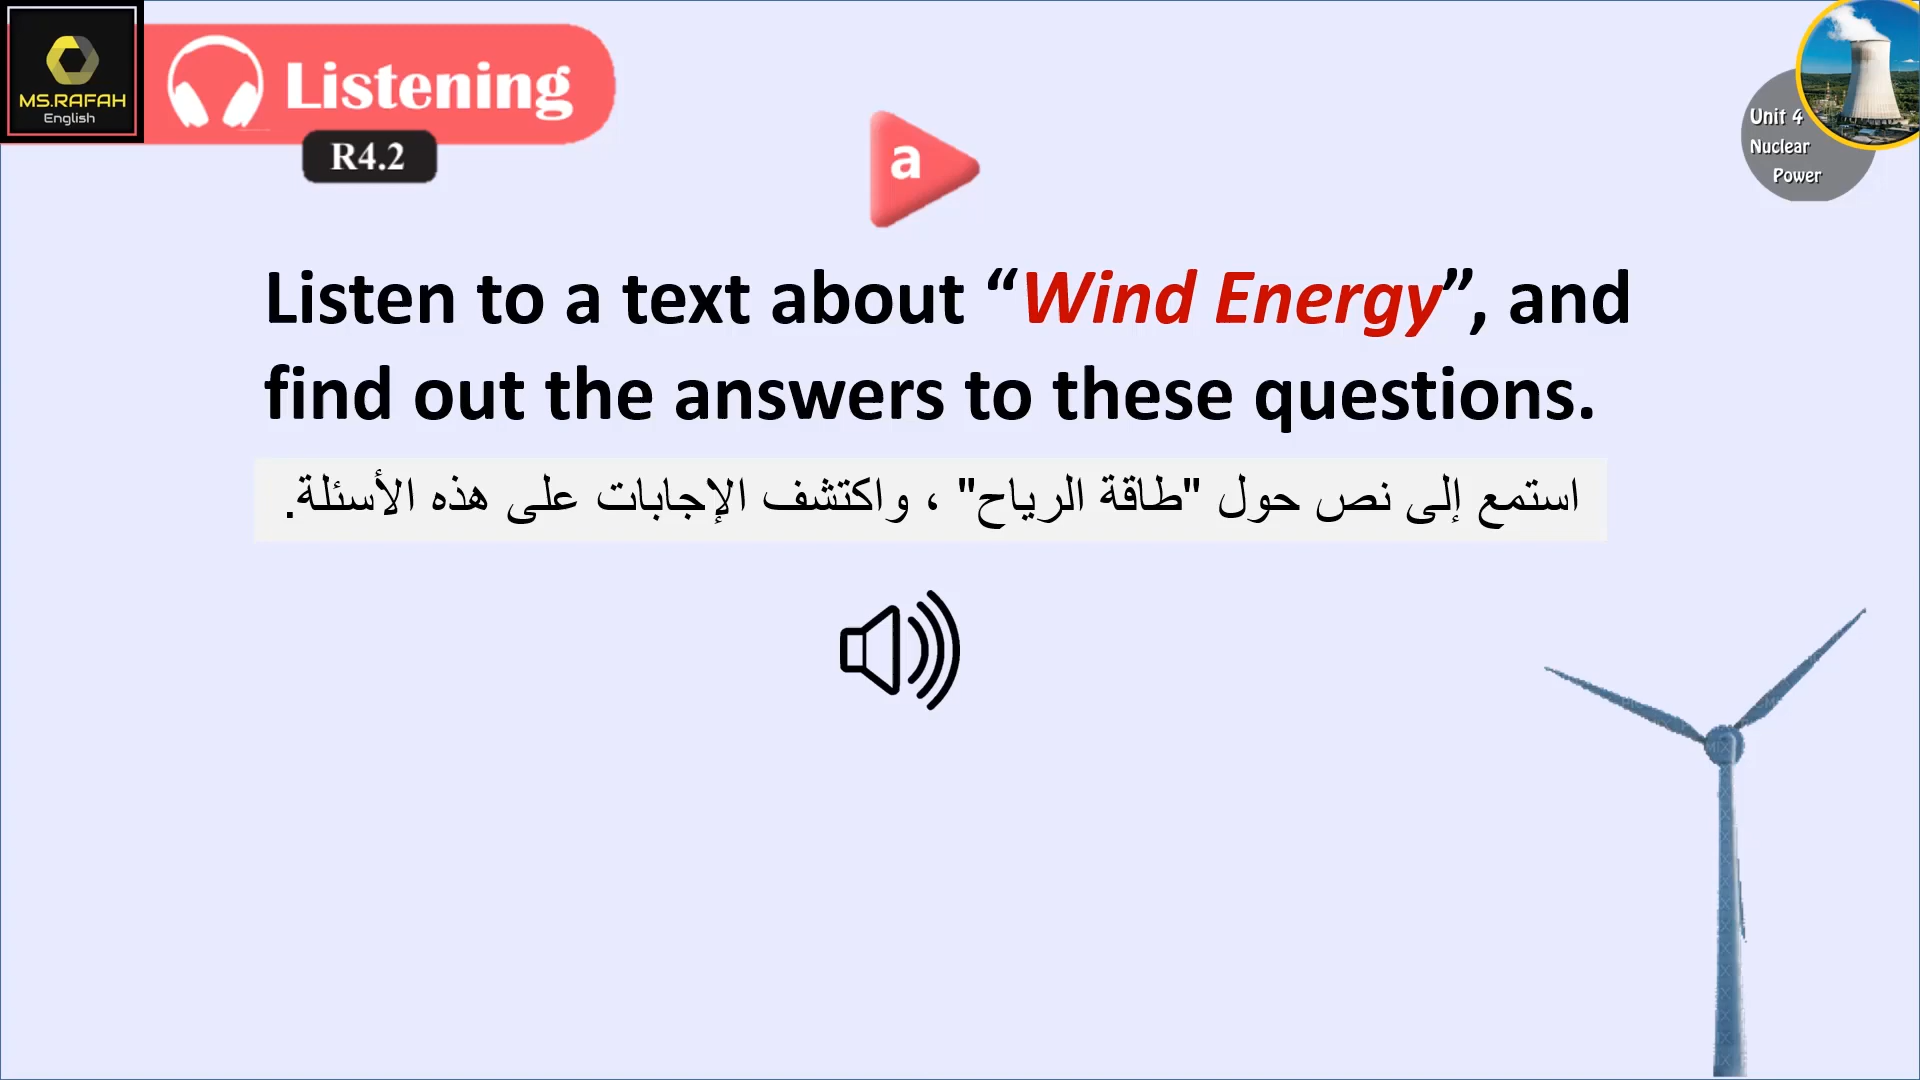 MS.RAFAH
English
Listening
R4.2
a
Unit 4
Nuclear
Power
Listen to a text about “Wind Energy”, and
find out the answers to these questions.
استمع إلى نص حول "طاقة الرياح" ، واكتشف الإجابات على هذه الأسئلة.